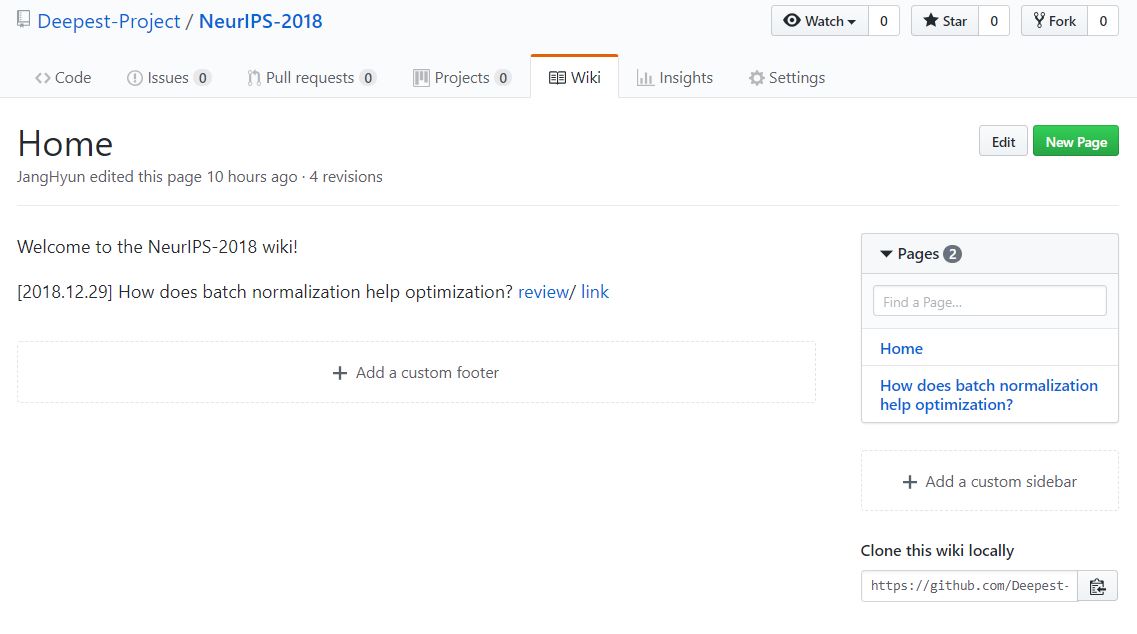 Deepest-Project / NeurIPS-2018
Watch 0 Star 0 Fork 0
Code Issues 0 Pull requests 0 Projects 0 Wiki Insights Settings
Home
Edit New Page
JangHyun edited this page 10 hours ago · 4 revisions
Welcome to the NeurIPS-2018 wiki!
[2018.12.29] How does batch normalization help optimization? review/ link
Add a custom footer
Pages 2
Find a Page...
Home
How does batch normalization
help optimization?
Add a custom sidebar
Clone this wiki locally
https://github.com/Deepest-